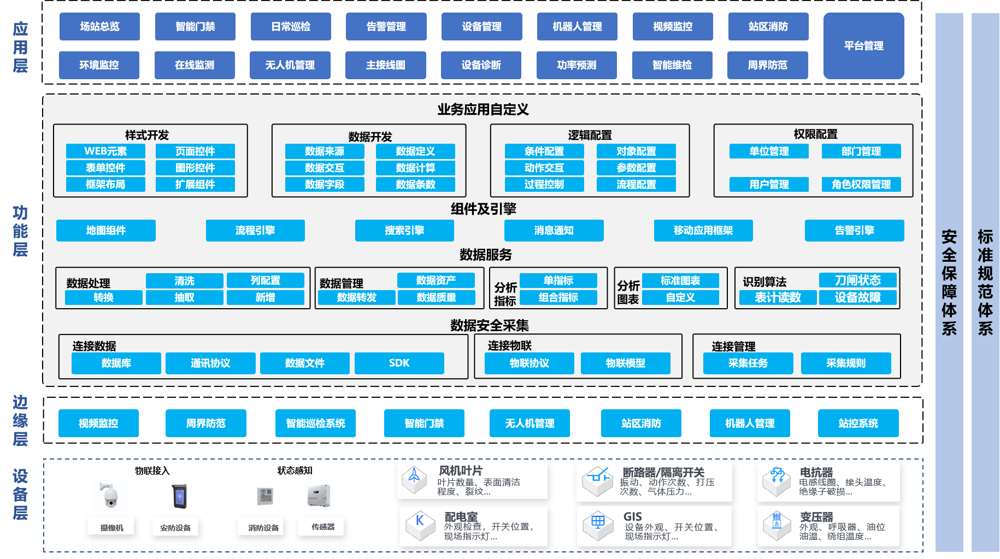 应用层
场站总览
智能门禁
日常巡检
告警管理
设备管理
机器人管理
视频监控
站区消防
平台管理
环境监控
在线监测
无人机管理
主接线图
设备诊断
功率预测
智能维检
周界防范
功能层
业务应用自定义
样式开发
WEB元素
页面控件
表单控件
图形控件
框架布局
扩展组件
数据开发
数据来源
数据定义
数据交互
数据计算
数据字段
数据条数
逻辑配置
条件配置
对象配置
动作交互
参数配置
过程控制
流程配置
权限配置
单位管理
部门管理
用户管理
角色权限管理
组件及引擎
地图组件
流程引擎
搜索引擎
消息通知
移动应用框架
告警引擎
数据服务
数据处理
清洗
列配置
转换
抽取
新增
数据管理
数据资产
数据转发
数据质量
分析
指标
单指标
组合指标
分析
图表
标准图表
自定义
识别算法
刀闸状态
表计读数
设备故障
数据安全采集
连接数据
数据库
通讯协议
数据文件
SDK
连接物联
物联协议
物联模型
连接管理
采集任务
采集规则
边缘层
视频监控
周界防范
智能巡检系统
智能门禁
无人机管理
站区消防
机器人管理
站控系统
设备层
物联接入
摄像机
安防设备
状态感知
消防设备
传感器
风机叶片
叶片数量、表面清洁
程度、裂纹...
断路器/隔离开关
振动、动作次数、打压
次数、气体压力...
电抗器
电感线圈、接头温度、
绝缘子破损...
K
配电室
外观检查，开关位置，
现场指示灯...
GIS
设备外观、开关位置、
现场指示灯...
变压器
外观、呼吸器、油位
油温、绕组温度...
安全保障体系
标准规范体系